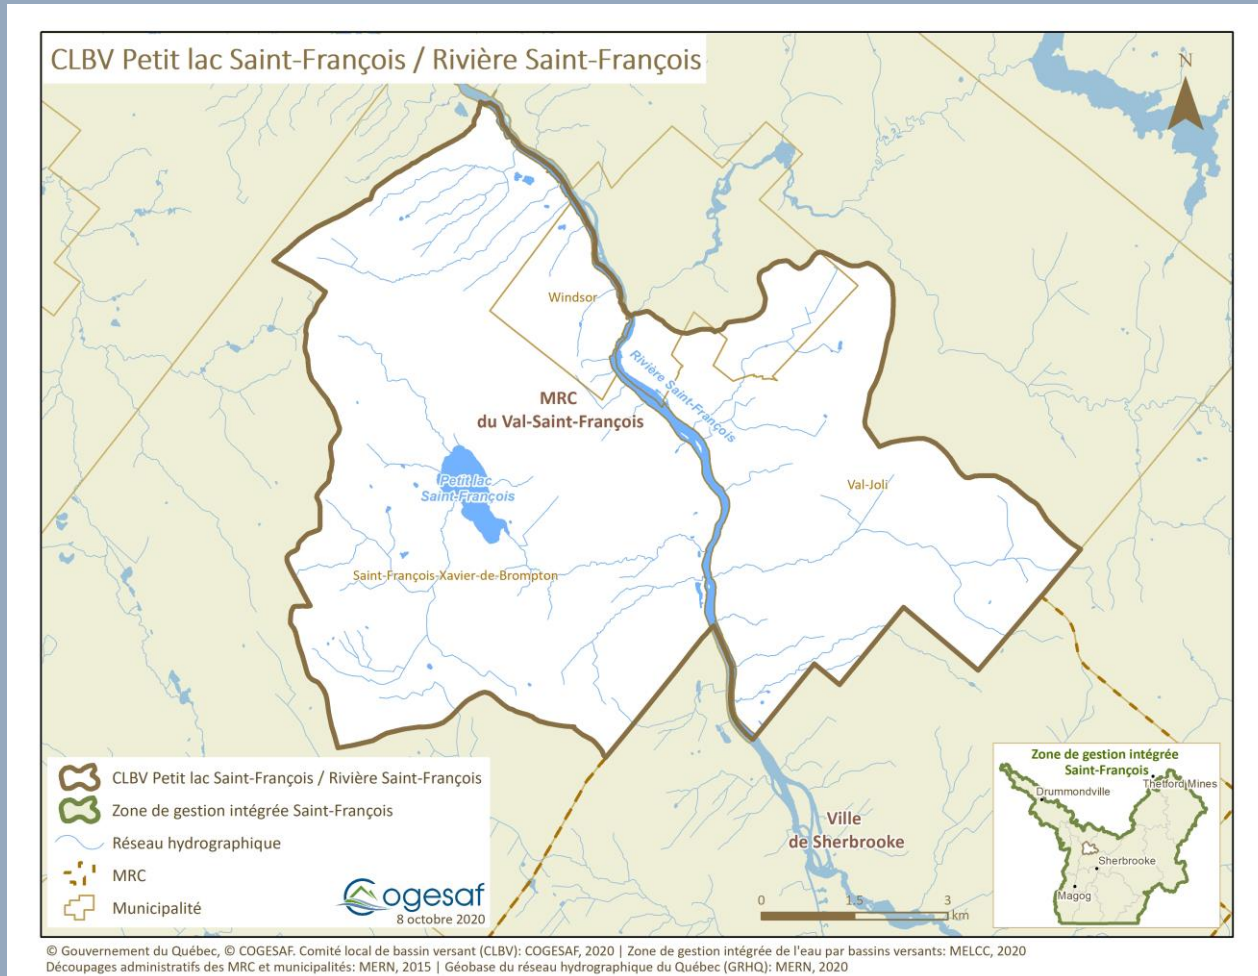 CLBV Petit lac Saint-François / Rivière Saint-François
N
Windsor
Rivière Saint-François
MRC
du Val-Saint-François
Petit lac
Saint-François
Val-Joli
Saint-François-Xavier-de-Brompton
CLBV Petit lac Saint-François / Rivière Saint-François
Zone de gestion intégrée Saint-François
Réseau hydrographique
MRC
Municipalité
Cogesaf
8 octobre 2020
Ville
de Sherbrooke
0 1,5 3
km
Zone de gestion intégrée
Saint-François
Thetford Mines
Drummondville
Sherbrooke
Magog
© Gouvernement du Québec, © COGESAF. Comité local de bassin versant (CLBV): COGESAF, 2020 | Zone de gestion intégrée de l'eau par bassins versants: MELCC, 2020
Découpages administratifs des MRC et municipalités: MERN, 2015 | Géobase du réseau hydrographique du Québec (GRHQ): MERN, 2020